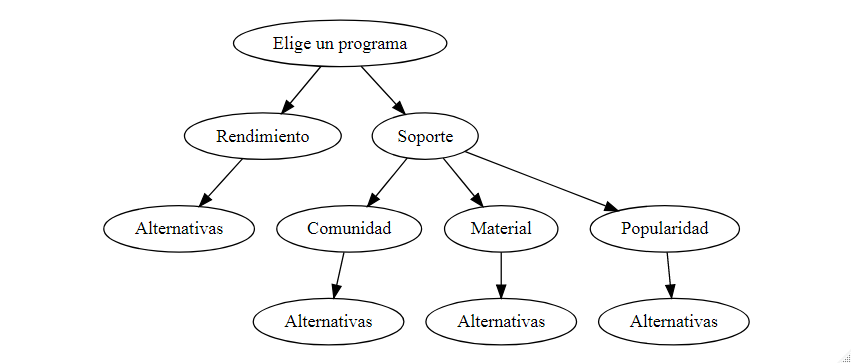 Elige un programa
Rendimiento
Soporte
Alternativas
Comunidad
Material
Popularidad
Alternativas
Alternativas
Alternativas